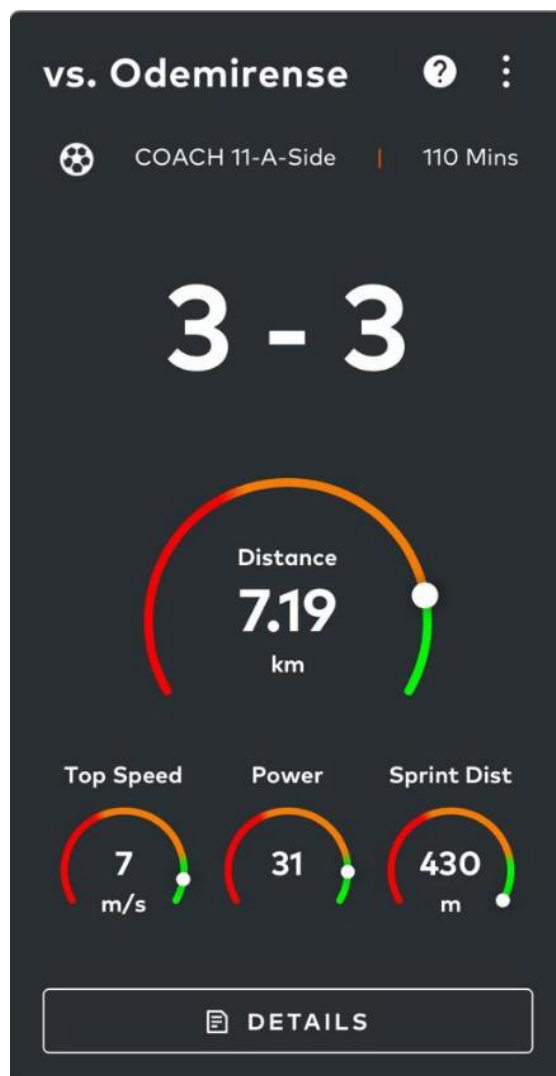 vs. Odemirense ?
COACH 11-A-Side | 110 Mins
3 - 3
Distance
7.19
km
Top Speed Power Sprint Dist
7 31 430
m/s m
DETAILS